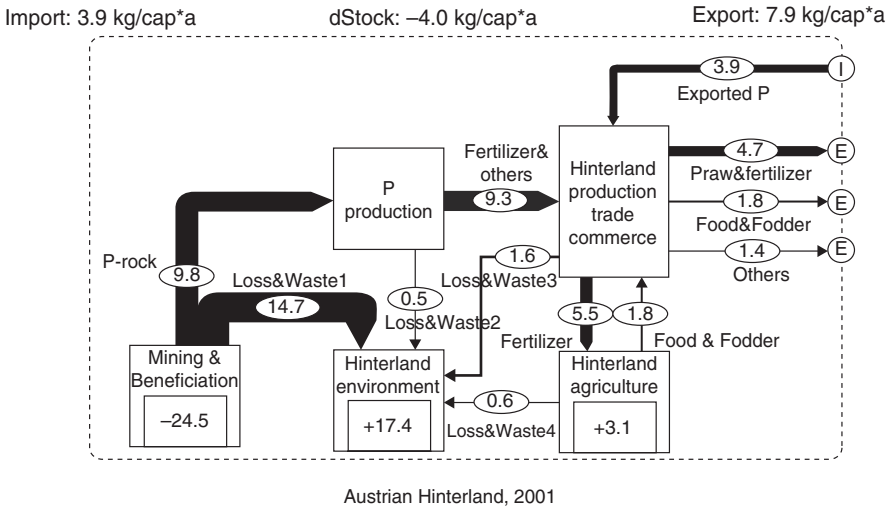 Import: 3.9 kg/cap*a
dStock: –4.0 kg/cap*a
Export: 7.9 kg/cap*a
3.9
I
Exported P
P
production
Fertilizer&
others
9.3
Hinterland
production
trade
commerce
4.7
E
Praw&fertilizer
1.8
E
Food&Fodder
1.4
E
Others
P-rock
9.8
Loss&Waste1
14.7
0.5
Loss&Waste2
1.6
Loss&Waste3
5.5
Fertilizer
1.8
Food & Fodder
Mining &
Beneficiation
–24.5
Hinterland
environment
+17.4
0.6
Loss&Waste4
Hinterland
agriculture
+3.1
Austrian Hinterland, 2001